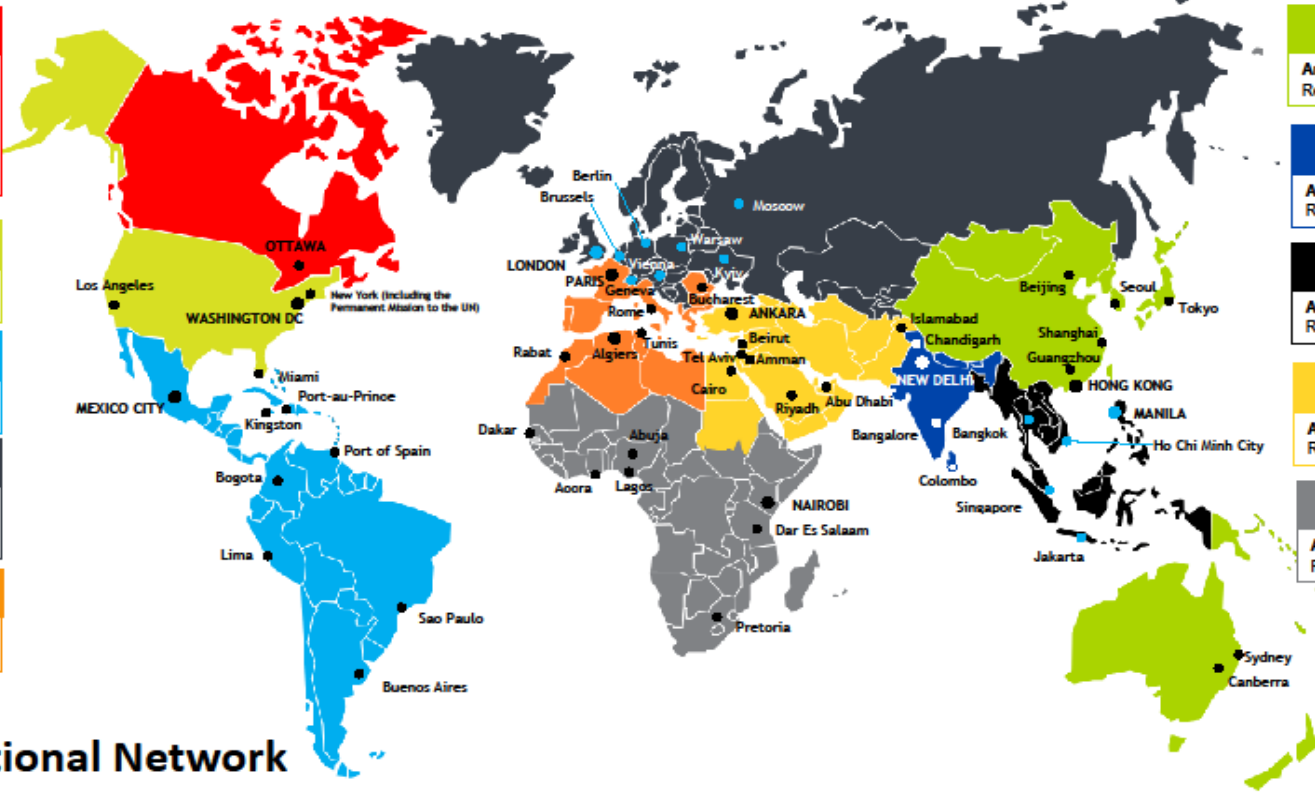 Berlin
Brussels
Moscow
OTTAWA
Warsaw
LONDON
Vienna
PARIS
Kyiv
Geneva
Los Angeles
New York (Including the
Permanent Mission to the UN)
WASHINGTON DC
Bucharest
Rome
ANKARA
Beijing
Seoul
Tokyo
Islamabad
Chandigarh
Shanghai
Guangzhou
Rabat
Algiers
Tunis
Beirut
Tel Aviv
Amman
Cairo
Miami
Port-au-Prince
MEXICO CITY
Kingston
NEW DELHI
HONG KONG
Riyadh
Abu Dhabi
MANILA
Dakar
Abuja
Bangalore
Bangkok
Ho Chi Minh City
Port of Spain
Bogota
Accra
Lagos
Colombo
Singapore
NAIROBI
Dar Es Salaam
Lima
Jakarta
Sao Paulo
Pretoria
Sydney
Canberra
Buenos Aires
tional Network